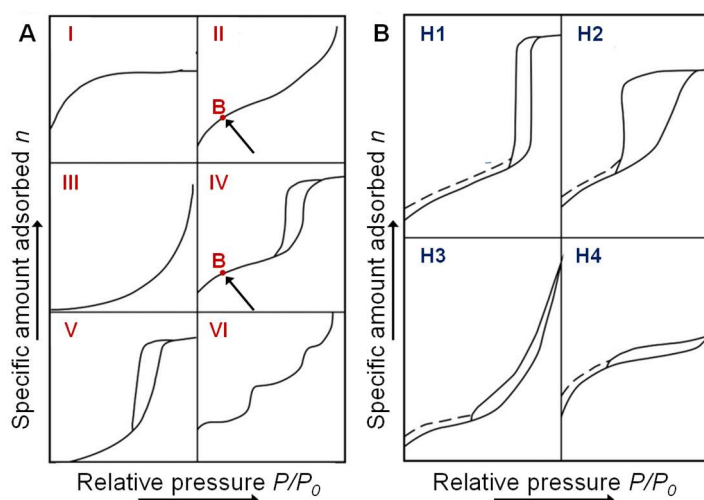 A
I
II
B
III
IV
B
V
VI
Specific amount adsorbed n
Relative pressure P/P₀
B
H1
H2
H3
H4
Specific amount adsorbed n
Relative pressure P/P₀